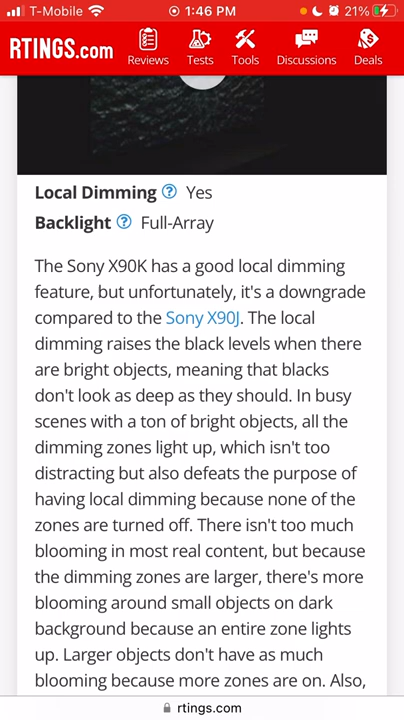 T-Mobile 1:46 PM 21%
RTINGS.com
Reviews Tests Tools Discussions Deals
Local Dimming ? Yes
Backlight ? Full-Array
The Sony X90K has a good local dimming
feature, but unfortunately, it's a downgrade
compared to the Sony X90J. The local
dimming raises the black levels when there
are bright objects, meaning that blacks
don't look as deep as they should. In busy
scenes with a ton of bright objects, all the
dimming zones light up, which isn't too
distracting but also defeats the purpose of
having local dimming because none of the
zones are turned off. There isn't too much
blooming in most real content, but because
the dimming zones are larger, there's more
blooming around small objects on dark
background because an entire zone lights
up. Larger objects don't have as much
blooming because more zones are on. Also,
rtings.com